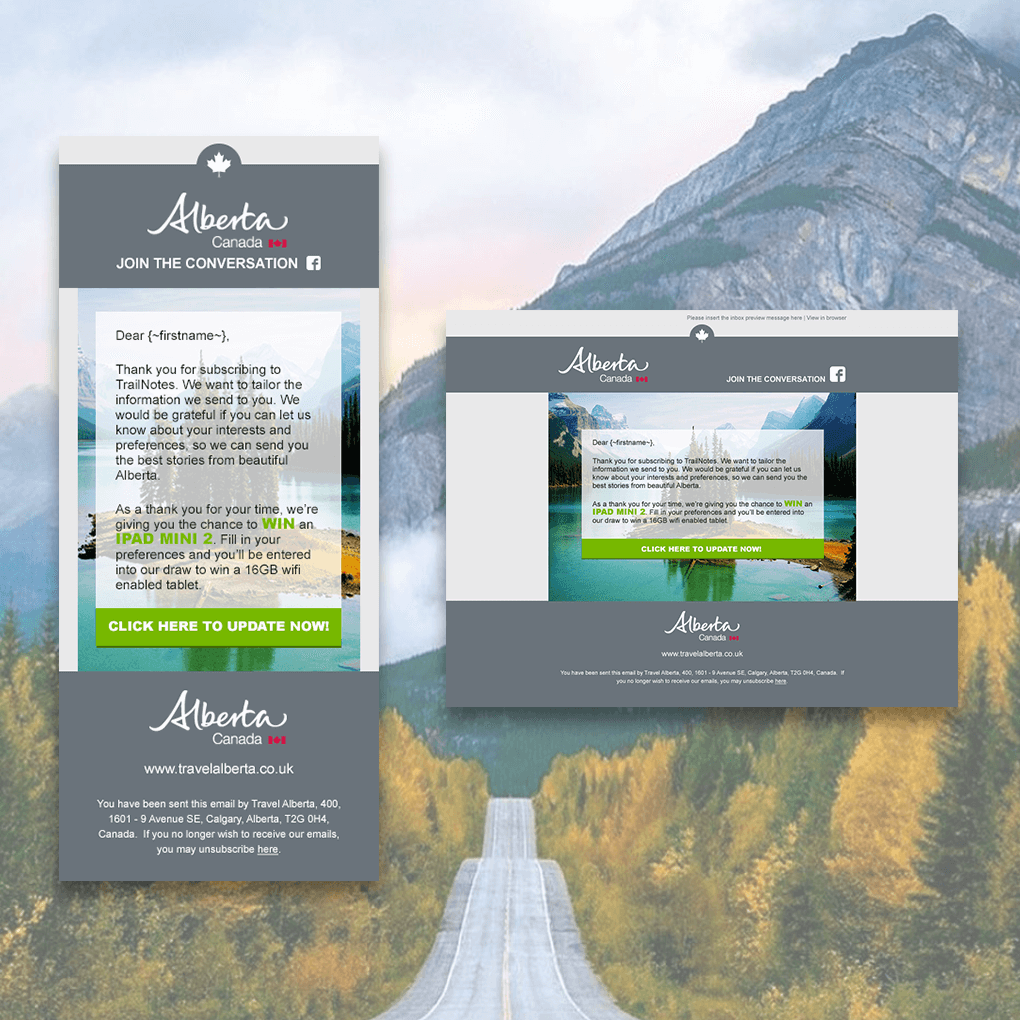 Alberta
Canada
JOIN THE CONVERSATION
Dear {~firstname~},
Thank you for subscribing to
TrailNotes. We want to tailor the
information we send to you. We
would be grateful if you can let us
know about your interests and
preferences, so we can send you
the best stories from beautiful
Alberta.
As a thank you for your time, we're
giving you the chance to WIN an
IPAD MINI 2. Fill in your
preferences and you'll be entered
into our draw to win a 16GB wifi
enabled tablet.
CLICK HERE TO UPDATE NOW!
Alberta
Canada
www.travelalberta.co.uk
You have been sent this email by Travel Alberta, 400,
1601 - 9 Avenue SE, Calgary, Alberta, T2G 0H4,
Canada. If you no longer wish to receive our emails,
you may unsubscribe here.
Please insert the inbox preview message here | View in browser
Alberta
Canada
JOIN THE CONVERSATION
Dear {~firstname~},
Thank you for subscribing to TrailNotes. We want to tailor the
information we send to you. We would be grateful if you can let us
know about your interests and preferences, so we can send you the
best stories from beautiful Alberta.
As a thank you for your time, we're giving you the chance to WIN an
IPAD MINI 2. Fill in your preferences and you'll be entered into
our draw to win a 16GB wifi enabled tablet.
CLICK HERE TO UPDATE NOW!
Alberta
Canada
www.travelalberta.co.uk
You have been sent this email by Travel Alberta, 400, 1601 - 9 Avenue SE, Calgary, Alberta, T2G 0H4, Canada. If
you no longer wish to receive our emails, you may unsubscribe here.